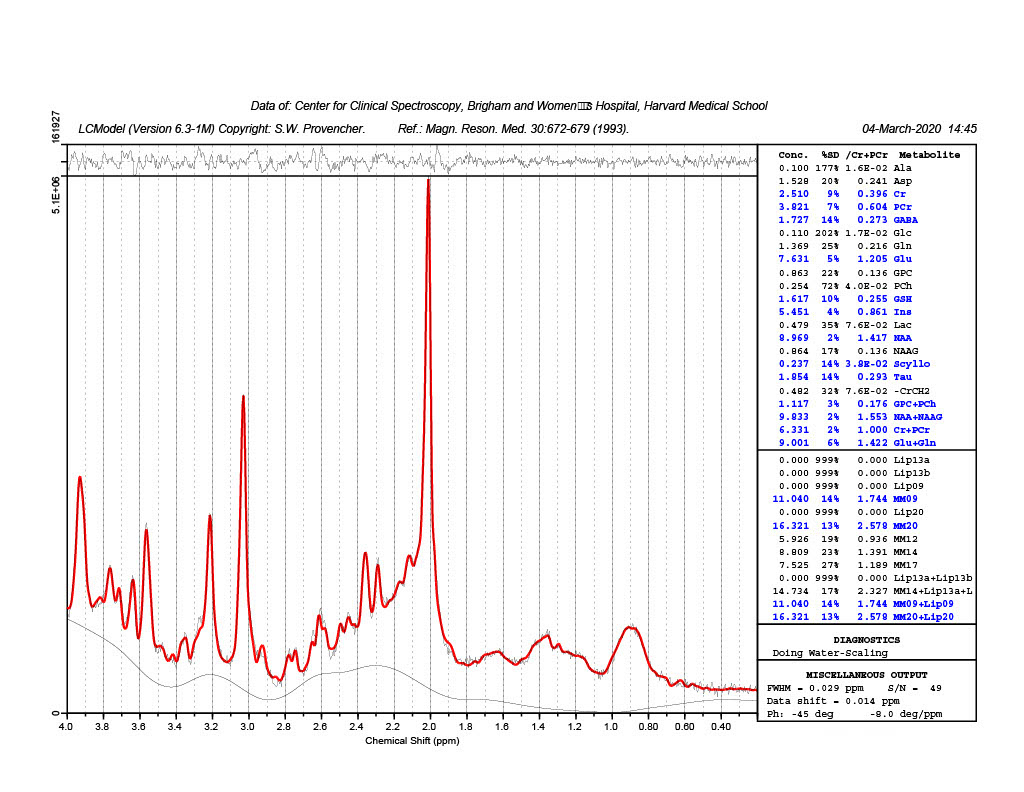 Data of: Center for Clinical Spectroscopy, Brigham and Women□□s Hospital, Harvard Medical School
LCModel (Version 6.3-1M) Copyright: S.W. Provencher. Ref.: Magn. Reson. Med. 30:672-679 (1993). 04-March-2020 14:45
161927
5.1E+06
0
4.0 3.8 3.6 3.4 3.2 3.0 2.8 2.6 2.4 2.2 2.0 1.8 1.6 1.4 1.2 1.0 0.80 0.60 0.40
Chemical Shift (ppm)
Conc. %SD /Cr+PCr Metabolite
0.100 177% 1.6E-02 Ala
1.528 20% 0.241 Asp
2.510 9% 0.396 Cr
3.821 7% 0.604 PCr
1.727 14% 0.273 GABA
0.110 202% 1.7E-02 Glc
1.369 25% 0.216 Gln
7.631 5% 1.205 Glu
0.863 22% 0.136 GPC
0.254 72% 4.0E-02 PCh
1.617 10% 0.255 GSH
5.451 4% 0.861 Ins
0.479 35% 7.6E-02 Lac
8.969 2% 1.417 NAA
0.864 17% 0.136 NAAG
0.237 14% 3.8E-02 Scyllo
1.854 14% 0.293 Tau
0.482 32% 7.6E-02 -CrCH2
1.117 3% 0.176 GPC+PCh
9.833 2% 1.553 NAA+NAAG
6.331 2% 1.000 Cr+PCr
9.001 6% 1.422 Glu+Gln
0.000 999% 0.000 Lip13a
0.000 999% 0.000 Lip13b
0.000 999% 0.000 Lip09
11.040 14% 1.744 MM09
0.000 999% 0.000 Lip20
16.321 13% 2.578 MM20
5.926 19% 0.936 MM12
8.809 23% 1.391 MM14
7.525 27% 1.189 MM17
0.000 999% 0.000 Lip13a+Lip13b
14.734 17% 2.327 MM14+Lip13a+L
11.040 14% 1.744 MM09+Lip09
16.321 13% 2.578 MM20+Lip20
DIAGNOSTICS
Doing Water-Scaling
MISCELLANEOUS OUTPUT
FWHM = 0.029 ppm S/N = 49
Data shift = 0.014 ppm
Ph: -45 deg -8.0 deg/ppm